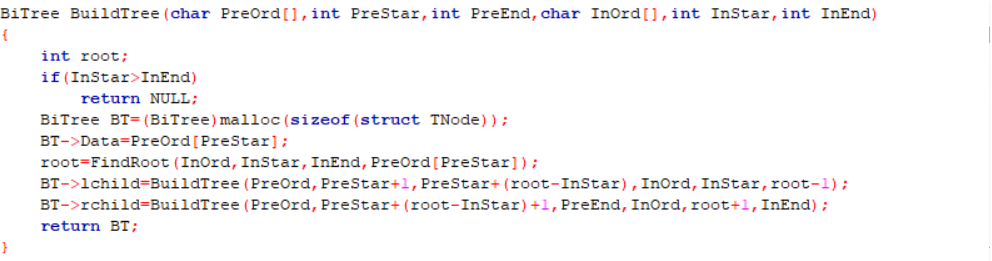 BiTree BuildTree(char PreOrd[],int PreStar,int PreEnd,char InOrd[],int InStar,int InEnd)
{
    int root;
    if(InStar>InEnd)
        return NULL;
    BiTree BT=(BiTree)malloc(sizeof(struct TNode));
    BT->Data=PreOrd[PreStar];
    root=FindRoot(InOrd,InStar,InEnd,PreOrd[PreStar]);
    BT->lchild=BuildTree(PreOrd,PreStar+1,PreStar+(root-InStar),InOrd,InStar,root-1);
    BT->rchild=BuildTree(PreOrd,PreStar+(root-InStar)+1,PreEnd,InOrd,root+1,InEnd);
    return BT;
}